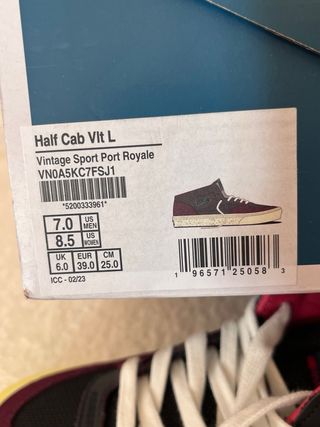 Half Cab Vlt L
Vintage Sport Port Royale
VN0A5KC7FSJ1
*5200333961*
7.0 US MEN
8.5 US WOMEN
UK EUR CM
6.0 39.0 25.0
ICC - 02/23
1 96571 25058 3